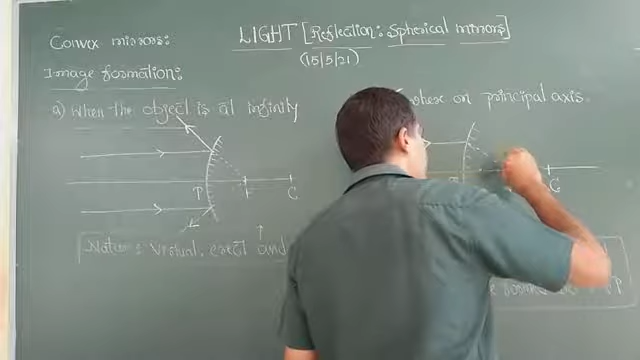 LIGHT [Reflection: Spherical mirrors]
(15/5/21)
Convex mirrors:
Image formation:
a) When the object is at infinity
P
C
Nature: Virtual, erect and
where on principal axis.
C